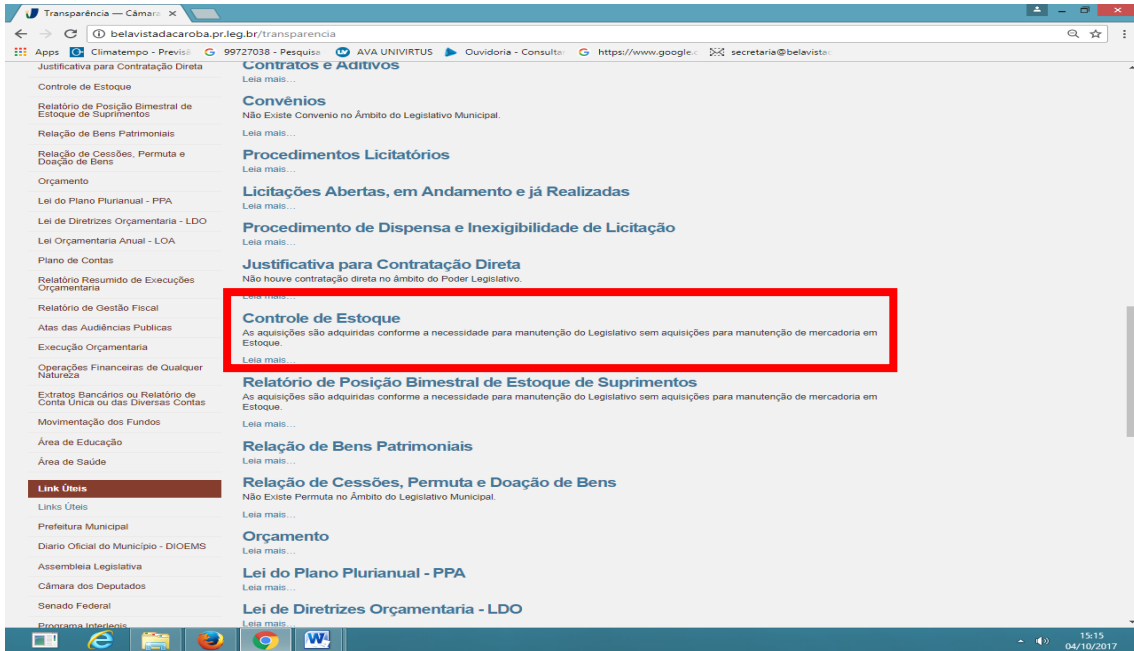 Transparência — Câmara
belavistadacaroba.pr.leg.br/transparencia
Apps
Climatempo - Previsã
99727038 - Pesquisa
AVA UNIVIRTUS
Ouvidoria - Consultar
https://www.google.c
secretaria@belavistac
Justificativa para Contratação Direta
Controle de Estoque
Relatório de Posição Bimestral de
Estoque de Suprimentos
Relação de Bens Patrimoniais
Relação de Cessões, Permuta e
Doação de Bens
Orçamento
Lei do Plano Plurianual - PPA
Lei de Diretrizes Orçamentaria - LDO
Lei Orçamentaria Anual - LOA
Plano de Contas
Relatório Resumido de Execuções
Orçamentaria
Relatório de Gestão Fiscal
Atas das Audiências Publicas
Execução Orçamentaria
Operações Financeiras de Qualquer
Natureza
Extratos Bancários ou Relatório de
Conta Única ou das Diversas Contas
Movimentação dos Fundos
Área de Educação
Área de Saúde
Link Úteis
Links Úteis
Prefeitura Municipal
Diario Oficial do Município - DIOEMS
Assembleia Legislativa
Câmara dos Deputados
Senado Federal
Programa Interlegis
Contratos e Aditivos
Leia mais…
Convênios
Não Existe Convenio no Âmbito do Legislativo Municipal.
Leia mais…
Procedimentos Licitatórios
Leia mais…
Licitações Abertas, em Andamento e já Realizadas
Leia mais…
Procedimento de Dispensa e Inexigibilidade de Licitação
Leia mais…
Justificativa para Contratação Direta
Não houve contratação direta no âmbito do Poder Legislativo.
Leia mais…
Controle de Estoque
As aquisições são adquiridas conforme a necessidade para manutenção do Legislativo sem aquisições para manutenção de mercadoria em
Estoque.
Leia mais…
Relatório de Posição Bimestral de Estoque de Suprimentos
As aquisições são adquiridas conforme a necessidade para manutenção do Legislativo sem aquisições para manutenção de mercadoria em
Estoque.
Leia mais…
Relação de Bens Patrimoniais
Leia mais…
Relação de Cessões, Permuta e Doação de Bens
Não Existe Permuta no Âmbito do Legislativo Municipal.
Leia mais…
Orçamento
Leia mais…
Lei do Plano Plurianual - PPA
Leia mais…
Lei de Diretrizes Orçamentaria - LDO
Leia mais…
15:15
04/10/2017